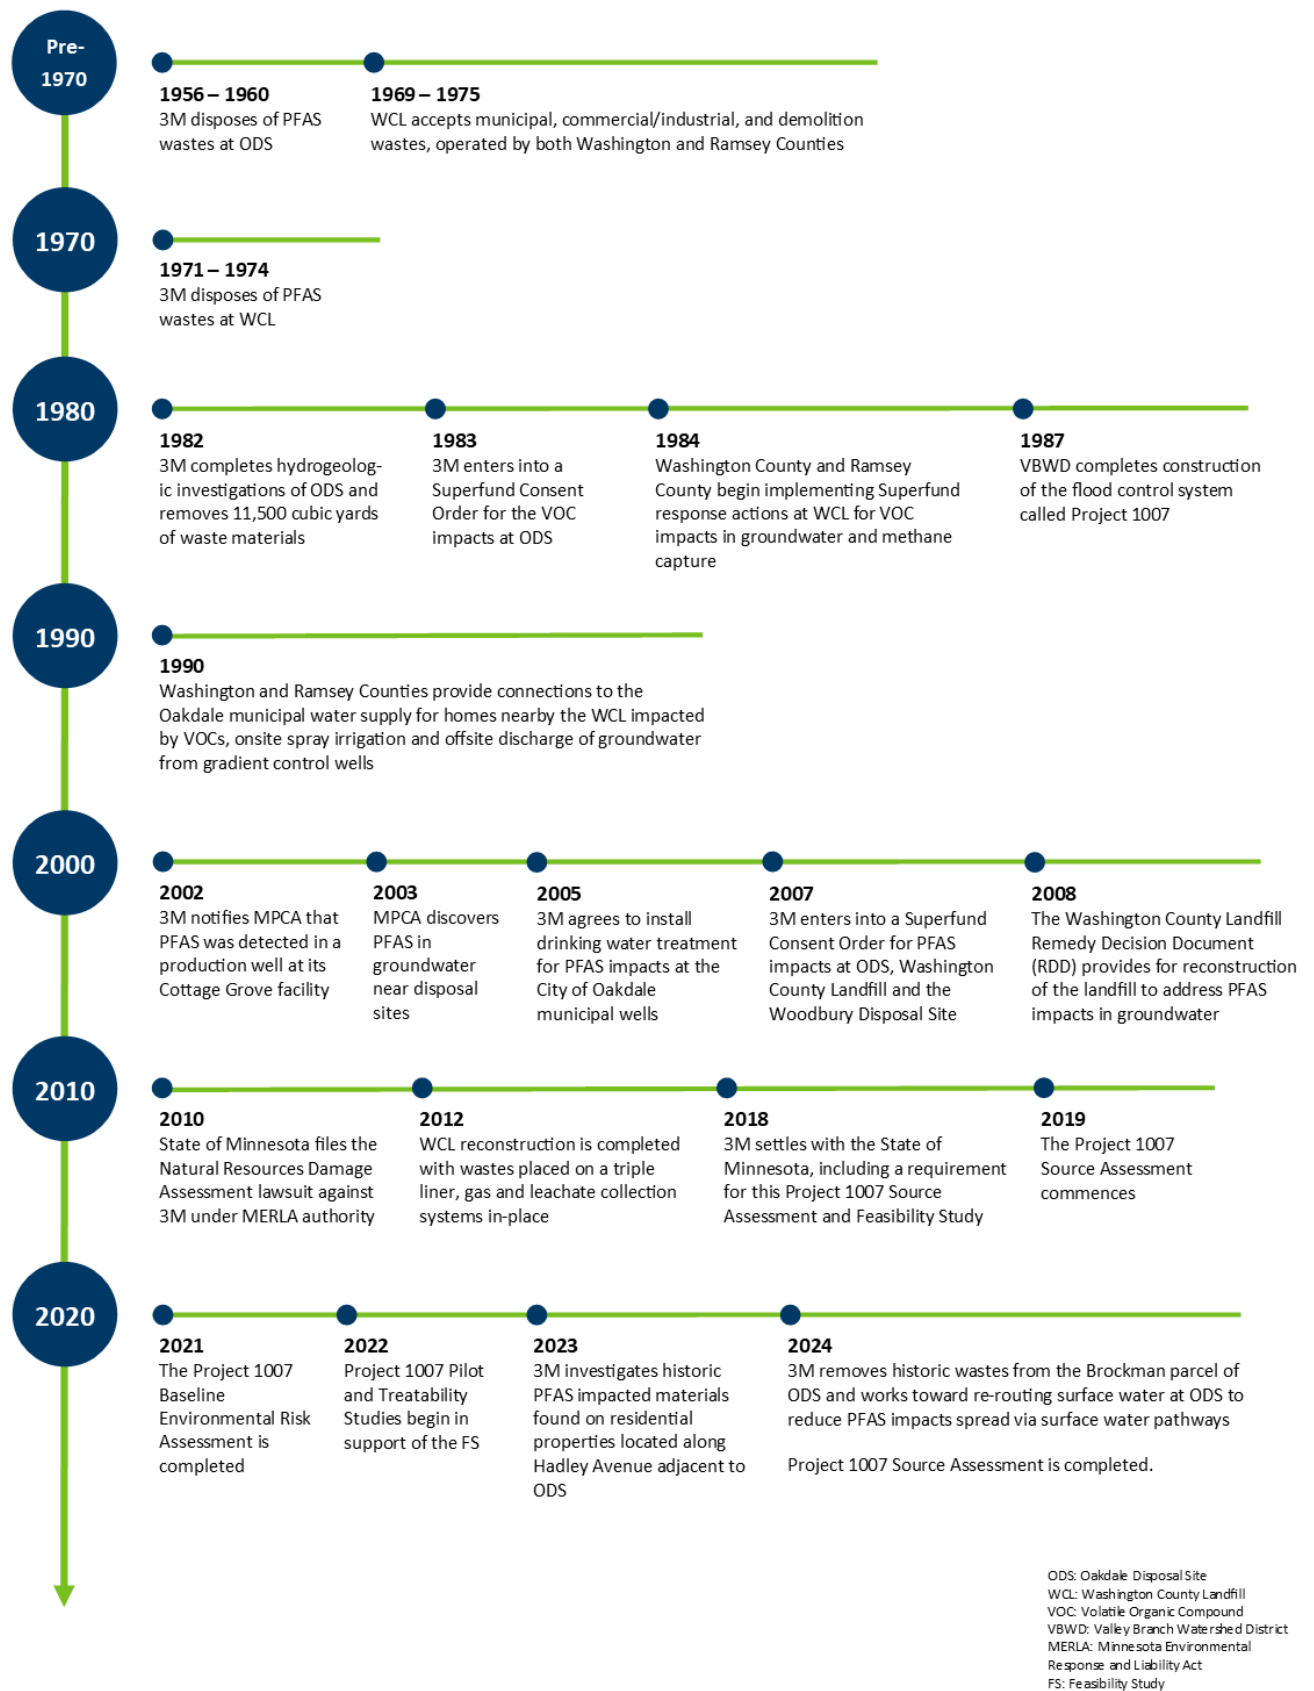 Pre-
1970
1956 – 1960
3M disposes of PFAS
wastes at ODS
1969 – 1975
WCL accepts municipal, commercial/industrial, and demolition
wastes, operated by both Washington and Ramsey Counties
1970
1971 – 1974
3M disposes of PFAS
wastes at WCL
1980
1982
3M completes hydrogeolog-
ic investigations of ODS and
removes 11,500 cubic yards
of waste materials
1983
3M enters into a
Superfund Consent
Order for the VOC
impacts at ODS
1984
Washington County and Ramsey
County begin implementing Superfund
response actions at WCL for VOC
impacts in groundwater and methane
capture
1987
VBWD completes construction
of the flood control system
called Project 1007
1990
1990
Washington and Ramsey Counties provide connections to the
Oakdale municipal water supply for homes nearby the WCL impacted
by VOCs, onsite spray irrigation and offsite discharge of groundwater
from gradient control wells
2000
2002
3M notifies MPCA that
PFAS was detected in a
production well at its
Cottage Grove facility
2003
MPCA discovers
PFAS in
groundwater
near disposal
sites
2005
3M agrees to install
drinking water treatment
for PFAS impacts at the
City of Oakdale
municipal wells
2007
3M enters into a Superfund
Consent Order for PFAS
impacts at ODS, Washington
County Landfill and the
Woodbury Disposal Site
2008
The Washington County Landfill
Remedy Decision Document
(RDD) provides for reconstruction
of the landfill to address PFAS
impacts in groundwater
2010
2010
State of Minnesota files the
Natural Resources Damage
Assessment lawsuit against
3M under MERLA authority
2012
WCL reconstruction is completed
with wastes placed on a triple
liner, gas and leachate collection
systems in-place
2018
3M settles with the State of
Minnesota, including a requirement
for this Project 1007 Source
Assessment and Feasibility Study
2019
The Project 1007
Source Assessment
commences
2020
2021
The Project 1007
Baseline
Environmental Risk
Assessment is
completed
2022
Project 1007 Pilot
and Treatability
Studies begin in
support of the FS
2023
3M investigates historic
PFAS impacted materials
found on residential
properties located along
Hadley Avenue adjacent to
ODS
2024
3M removes historic wastes from the Brockman parcel of
ODS and works toward re-routing surface water at ODS to
reduce PFAS impacts spread via surface water pathways
Project 1007 Source Assessment is completed.
ODS: Oakdale Disposal Site
WCL: Washington County Landfill
VOC: Volatile Organic Compound
VBWD: Valley Branch Watershed District
MERLA: Minnesota Environmental
Response and Liability Act
FS: Feasibility Study